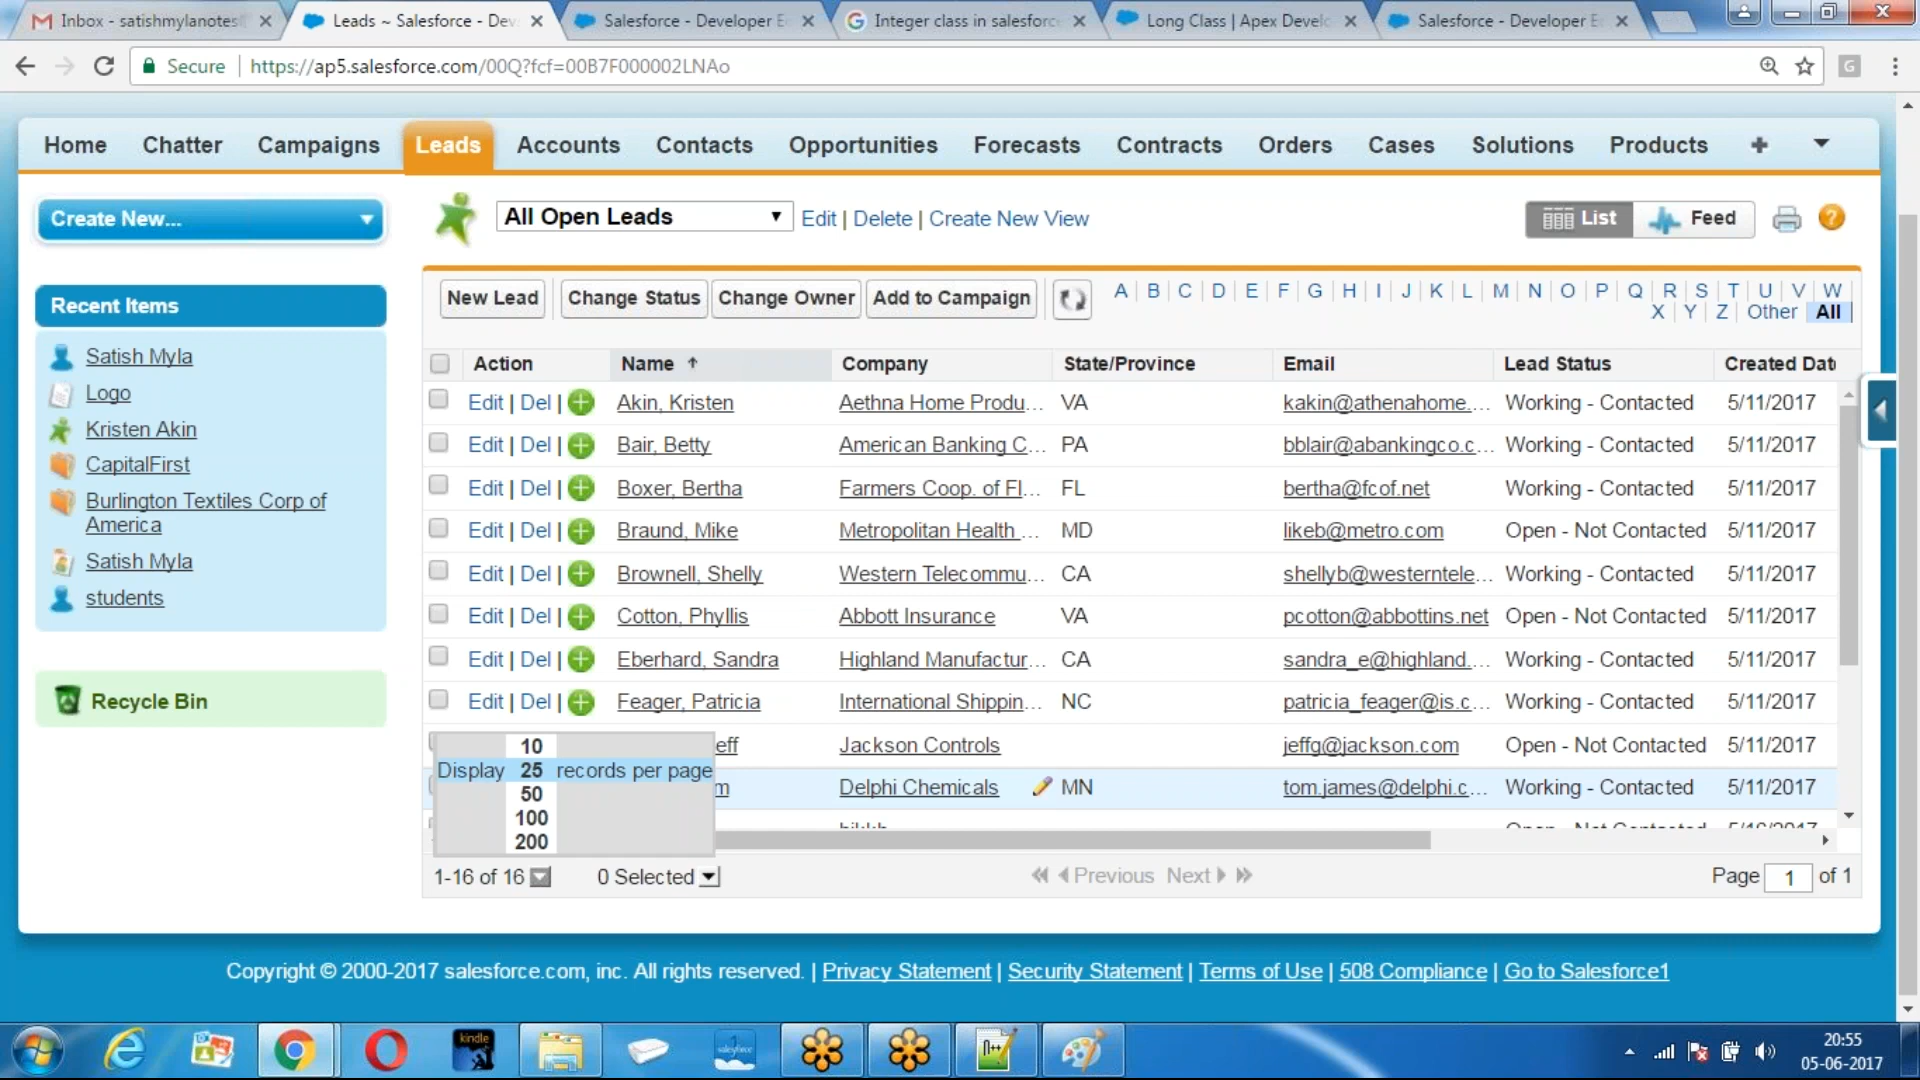 Inbox - satishmylanotes
Leads ~ Salesforce - Dev
Salesforce - Developer E
Integer class in salesforc
Long Class | Apex Develo
Salesforce - Developer E
Secure | https://ap5.salesforce.com/00Q?fcf=00B7F000002LNAo
Home Chatter Campaigns Leads Accounts Contacts Opportunities Forecasts Contracts Orders Cases Solutions Products
Create New...
All Open Leads Edit | Delete | Create New View
List Feed
Recent Items
Satish Myla
Logo
Kristen Akin
CapitalFirst
Burlington Textiles Corp of
America
Satish Myla
students
Recycle Bin
New Lead Change Status Change Owner Add to Campaign
A | B | C | D | E | F | G | H | I | J | K | L | M | N | O | P | Q | R | S | T | U | V | W |
X | Y | Z | Other | All
Action Name Company State/Province Email Lead Status Created Dat
Edit | Del | Akin, Kristen Aethna Home Produ... VA kakin@athenahome.... Working - Contacted 5/11/2017
Edit | Del | Bair, Betty American Banking C... PA bblair@abankingco.c... Working - Contacted 5/11/2017
Edit | Del | Boxer, Bertha Farmers Coop. of Fl... FL bertha@fcof.net Working - Contacted 5/11/2017
Edit | Del | Braund, Mike Metropolitan Health ... MD likeb@metro.com Open - Not Contacted 5/11/2017
Edit | Del | Brownell, Shelly Western Telecommu... CA shellyb@westerntele... Working - Contacted 5/11/2017
Edit | Del | Cotton, Phyllis Abbott Insurance VA pcotton@abbottins.net Open - Not Contacted 5/11/2017
Edit | Del | Eberhard, Sandra Highland Manufactur... CA sandra_e@highland.... Working - Contacted 5/11/2017
Edit | Del | Feager, Patricia International Shippin... NC patricia_feager@is.c... Working - Contacted 5/11/2017
eff Jackson Controls jeffg@jackson.com Open - Not Contacted 5/11/2017
m Delphi Chemicals MN tom.james@delphi.c... Working - Contacted 5/11/2017
10
Display 25 records per page
50
100
200
1-16 of 16 0 Selected Previous Next Page 1 of 1
Copyright © 2000-2017 salesforce.com, inc. All rights reserved. | Privacy Statement | Security Statement | Terms of Use | 508 Compliance | Go to Salesforce1
kindle
20:55
05-06-2017